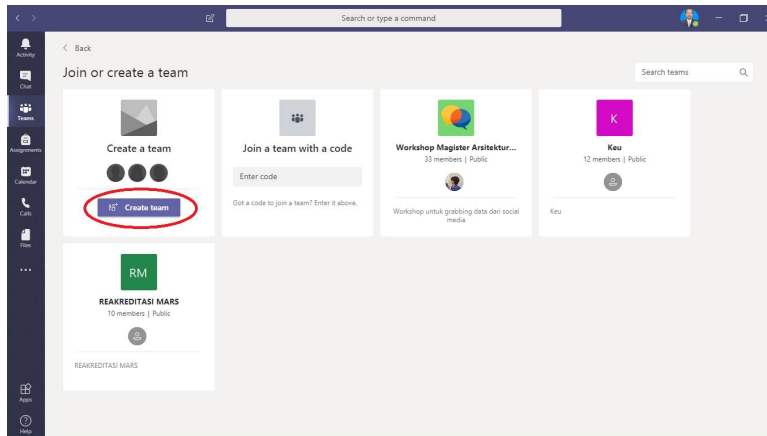 Search or type a command
Activity
Chat
Teams
Assignments
Calendar
Calls
Files
Apps
Help
Back
Join or create a team
Search teams
Create a team
Create team
Join a team with a code
Enter code
Got a code to join a team? Enter it above.
Workshop Magister Arsitektur...
33 members | Public
Workshop untuk grabbing data dari social
media
K
Keu
12 members | Public
Keu
RM
REAKREDITASI MARS
10 members | Public
REAKREDITASI MARS